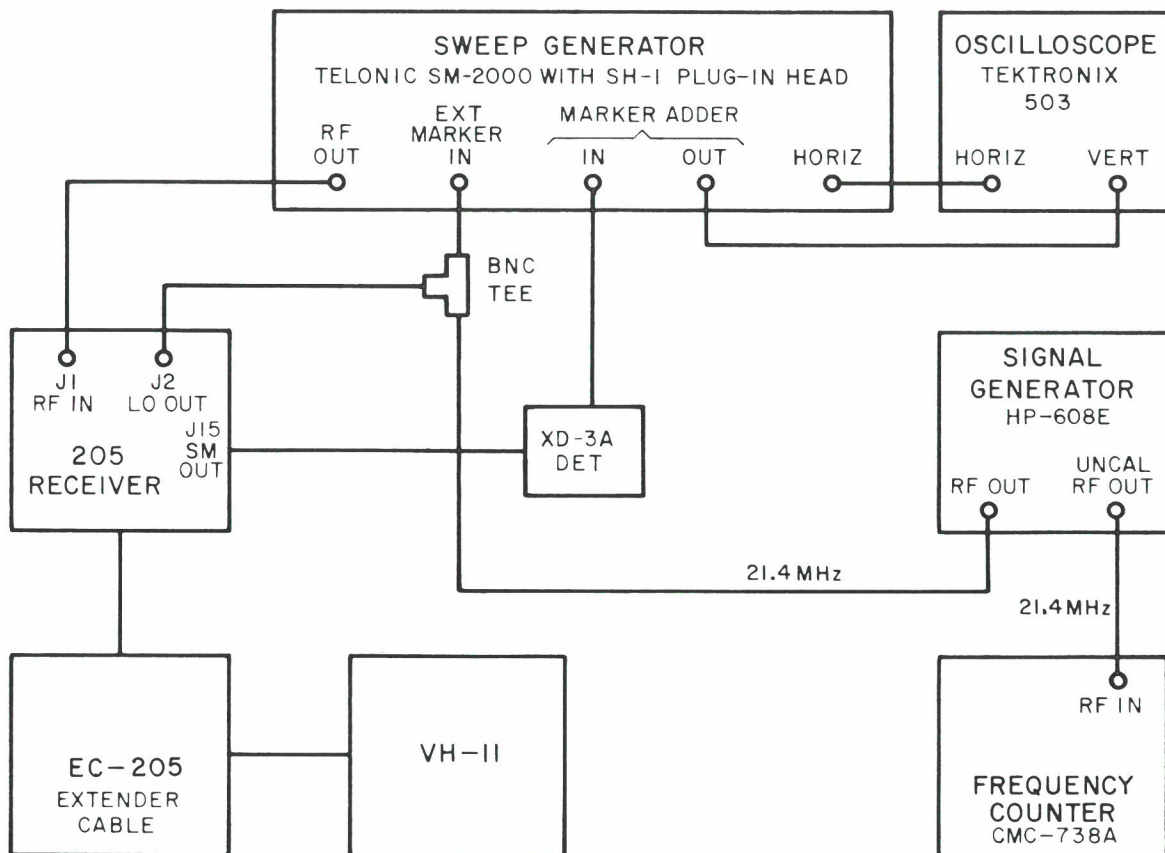 SWEEP GENERATOR
TELONIC SM-2000 WITH SH-1 PLUG-IN HEAD
RF
OUT
EXT
MARKER
IN
MARKER ADDER
IN
OUT
HORIZ
OSCILLOSCOPE
TEKTRONIX
503
HORIZ
VERT
BNC
TEE
J1
RF IN
J2
LO OUT
J15
SM
OUT
205
RECEIVER
XD-3A
DET
SIGNAL
GENERATOR
HP-608E
RF OUT
UNCAL
RF OUT
21.4 MHz
21.4 MHz
EC-205
EXTENDER
CABLE
VH-11
RF IN
FREQUENCY
COUNTER
CMC-738A